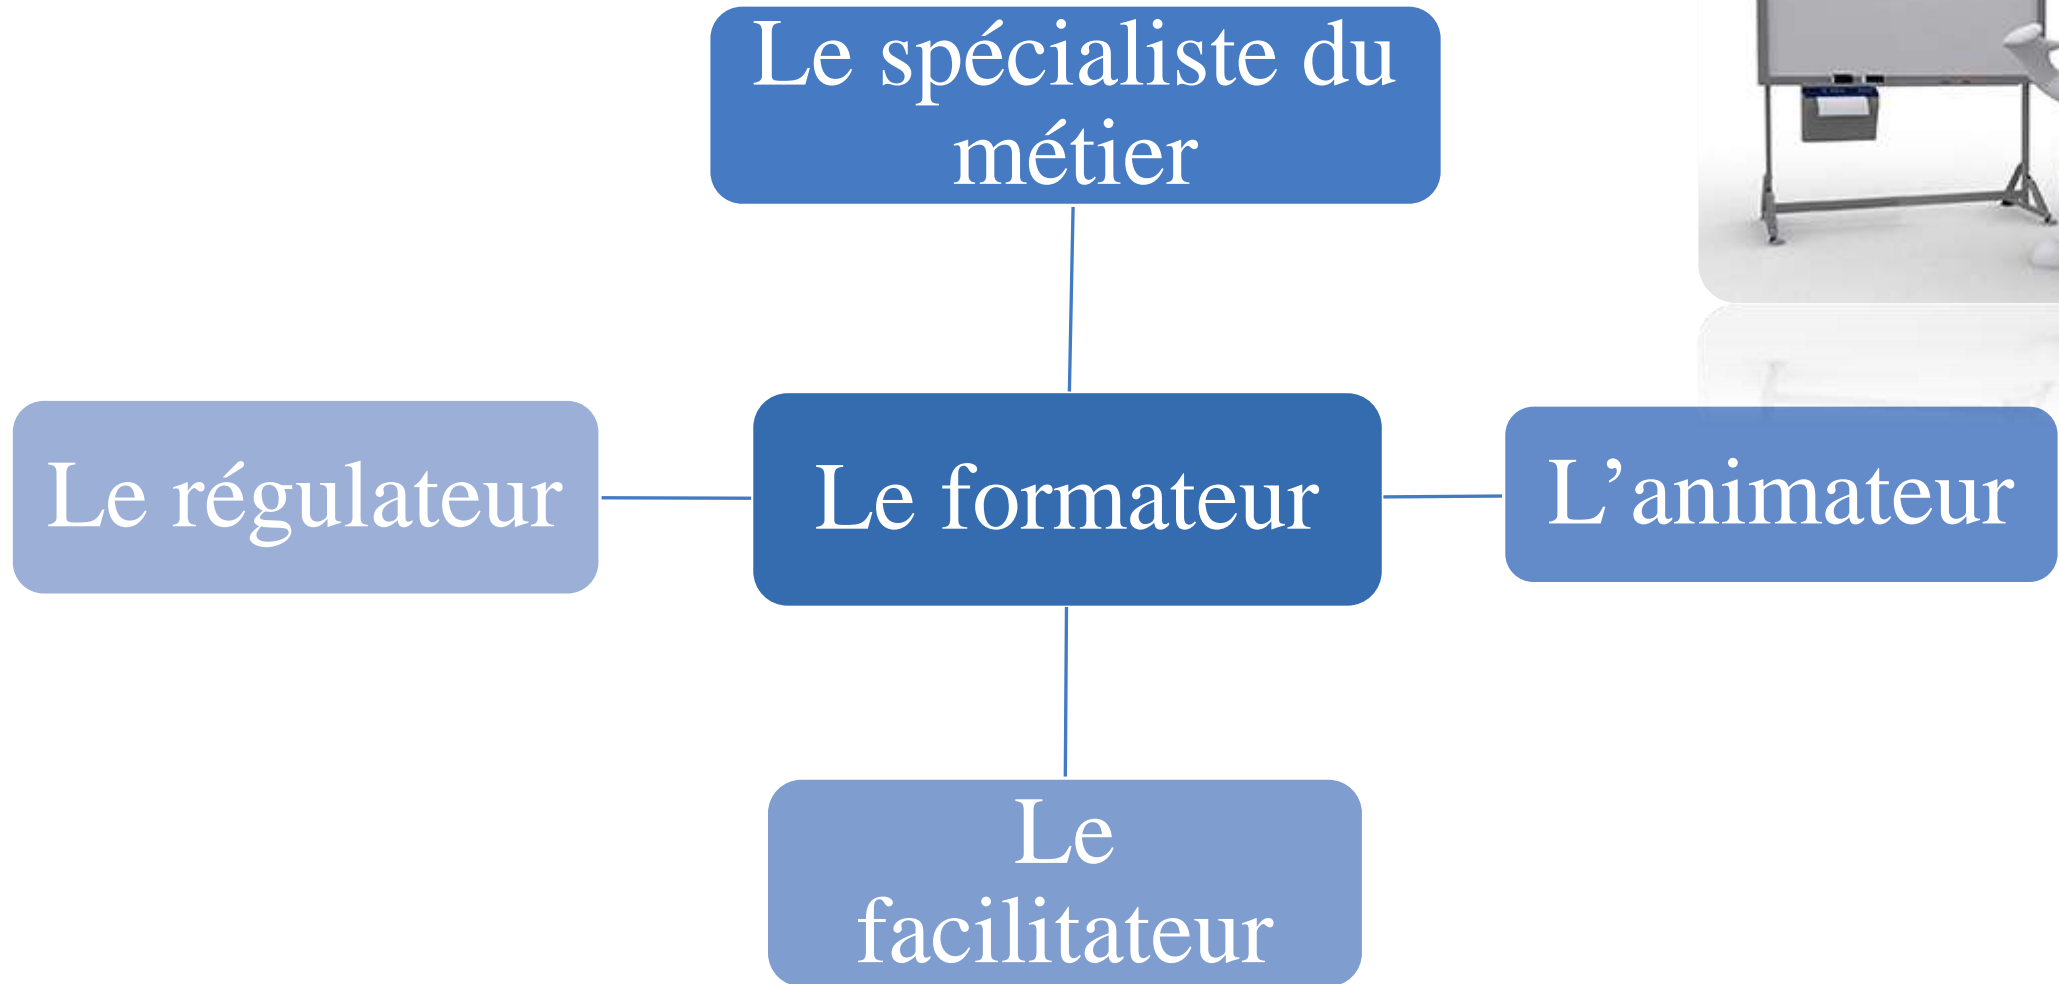 Le spécialiste du
métier
Le régulateur
Le formateur
L’animateur
Le
facilitateur